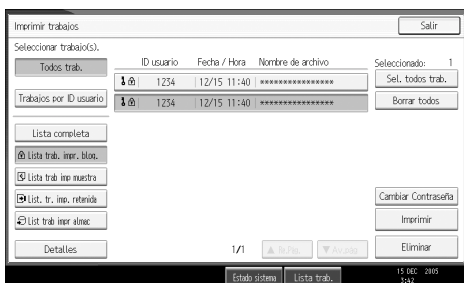 Imprimir trabajos
Salir
Seleccionar trabajo(s).
Todos trab.
ID usuario Fecha / Hora Nombre de archivo
Seleccionado: 1
1234 12/15 11:40 ****************
Sel. todos trab.
Trabajos por ID usuario
1234 12/15 11:40 ****************
Borrar todos
Lista completa
Lista trab. impr. bloq.
Lista trab imp muestra
List. tr. imp. retenida
Cambiar Contraseña
List trab impr almac
Imprimir
Detalles
1/1
▲ Re.Pág.
▼ Av.pág
Eliminar
Estado sistema
Lista trab.
15 DEC 2005
3:42